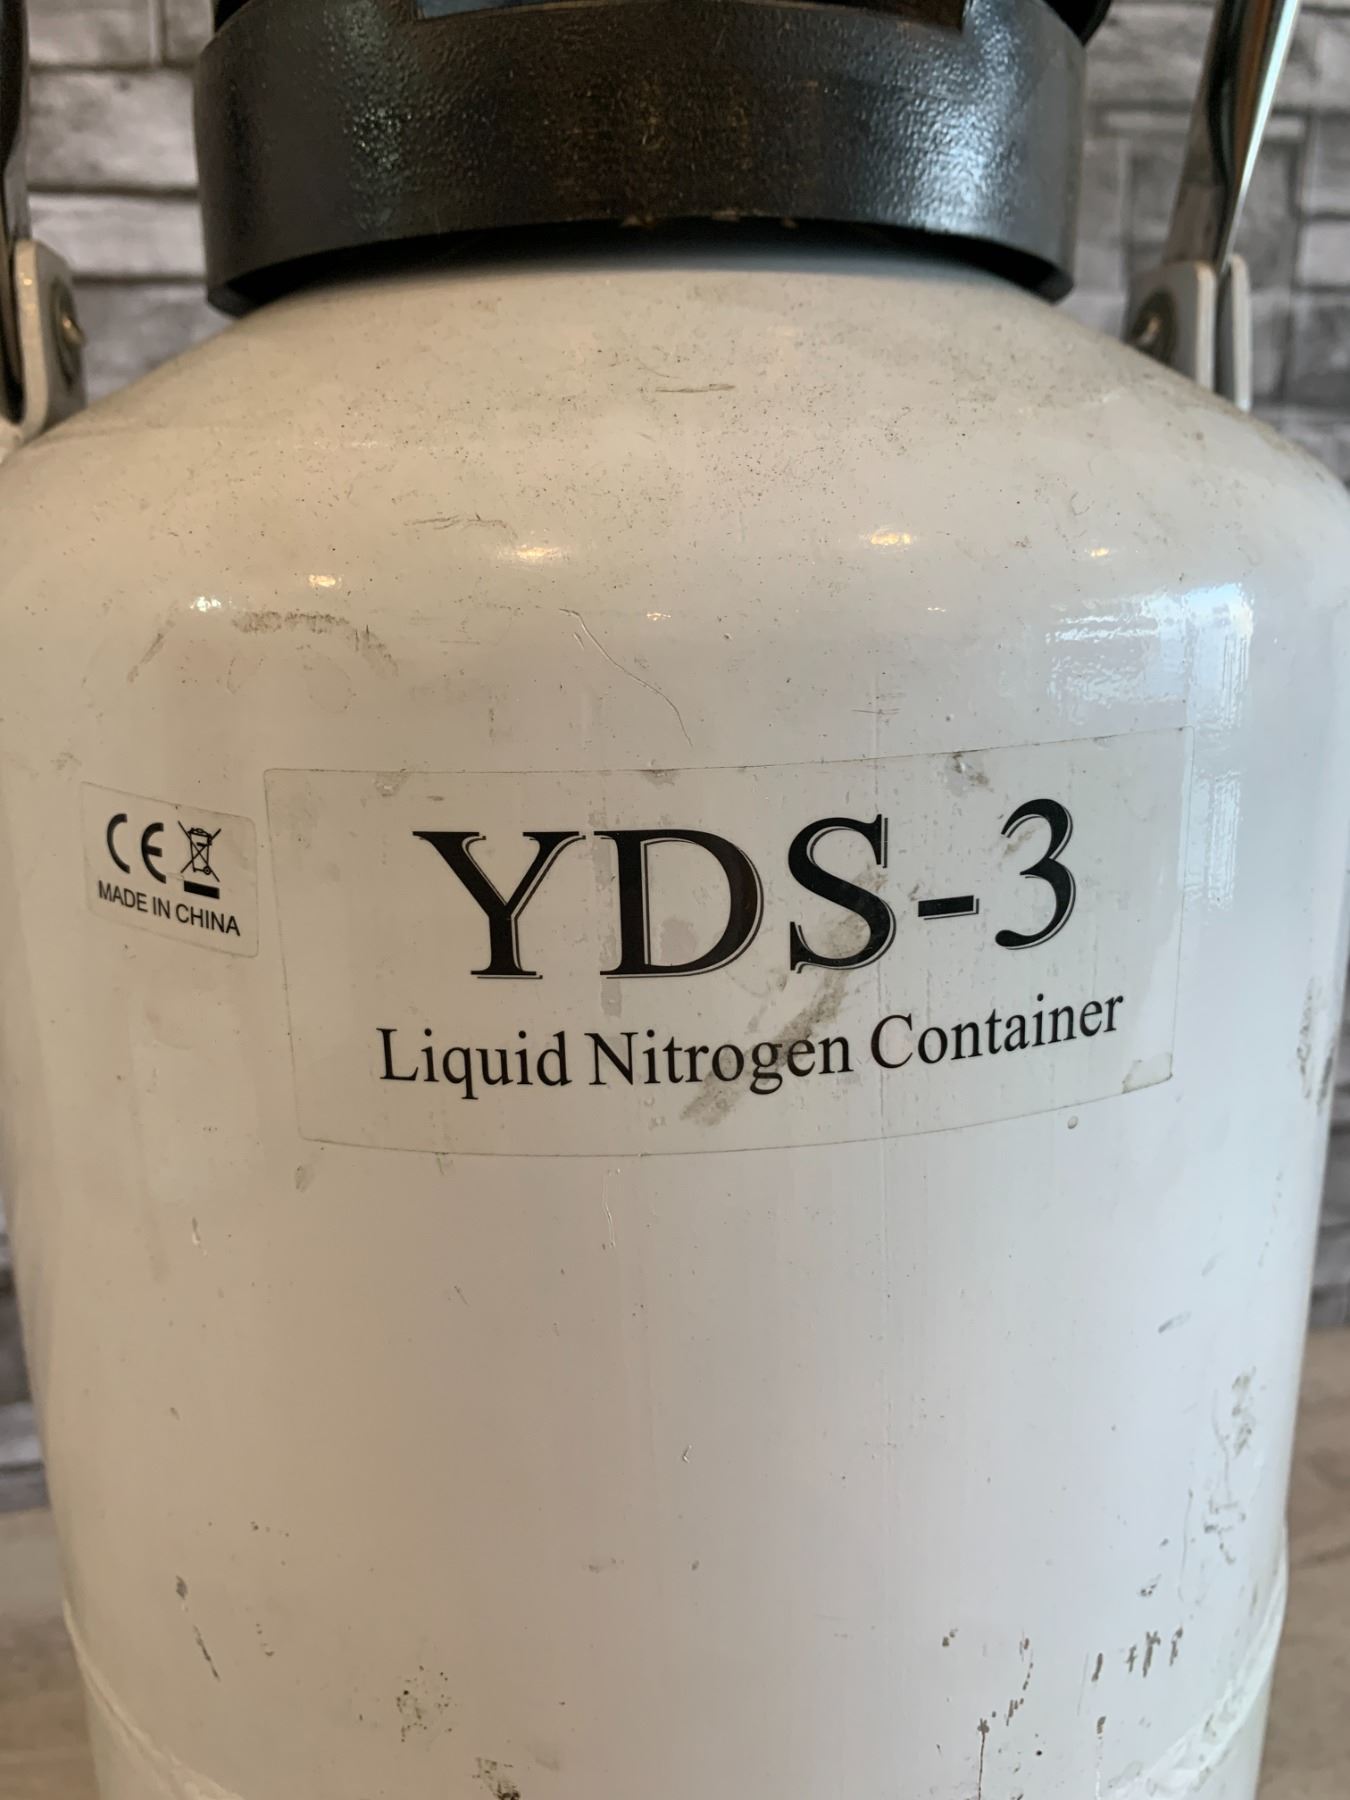 YDS-3
Liquid Nitrogen Container
CE
MADE IN CHINA